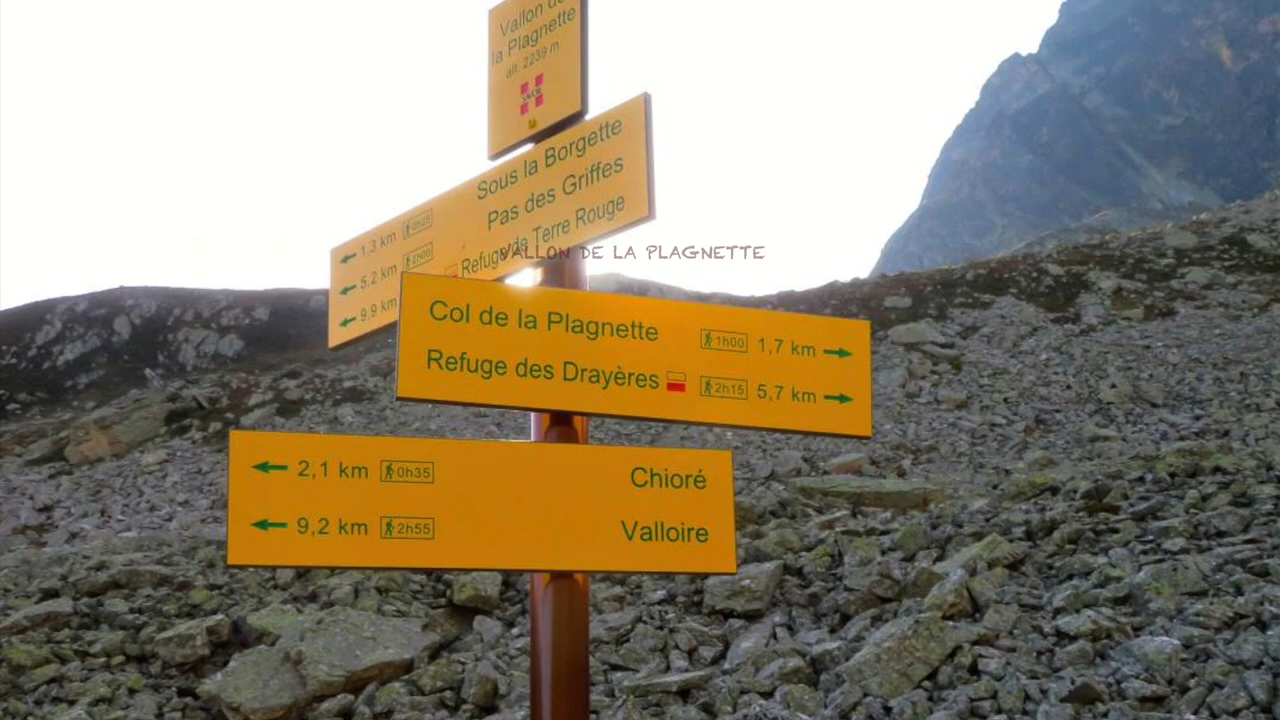 Vallon de
la Plagnette
alt. 2239 m
Sous la Borgette
Pas des Griffes
Refuge de Terre Rouge
1.3 km 0h25
5.2 km 2h00
9.9 km
VALLON DE LA PLAGNETTE
Col de la Plagnette 1h00 1,7 km
Refuge des Drayères 2h15 5,7 km
2,1 km 0h35 Chioré
9,2 km 2h55 Valloire